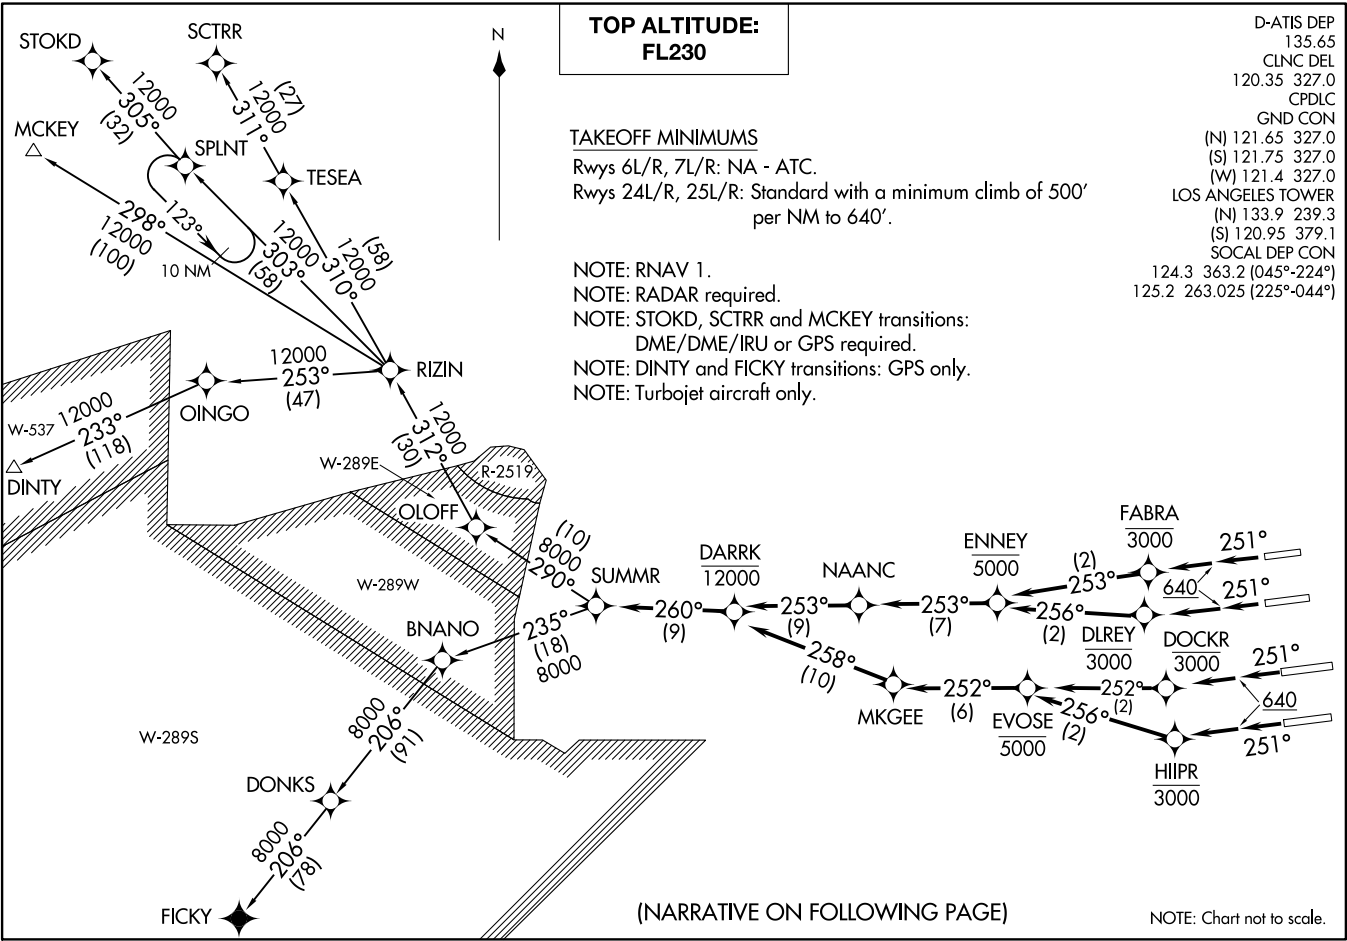 TOP ALTITUDE:
FL230
D-ATIS DEP
135.65
CLNC DEL
120.35 327.0
CPDLC
GND CON
(N) 121.65 327.0
(S) 121.75 327.0
(W) 121.4 327.0
LOS ANGELES TOWER
(N) 133.9 239.3
(S) 120.95 379.1
SOCAL DEP CON
124.3 363.2 (045°-224°)
125.2 263.025 (225°-044°)
N
TAKEOFF MINIMUMS
Rwys 6L/R, 7L/R: NA - ATC.
Rwys 24L/R, 25L/R: Standard with a minimum climb of 500'
per NM to 640'.
NOTE: RNAV 1.
NOTE: RADAR required.
NOTE: STOKD, SCTRR and MCKEY transitions:
DME/DME/IRU or GPS required.
NOTE: DINTY and FICKY transitions: GPS only.
NOTE: Turbojet aircraft only.
STOKD
SCTRR
MCKEY
12000
305°
(32)
(27)
12000
311°
SPLNT
TESEA
123°
10 NM
298°
12000
(100)
12000
303°
(58)
(58)
12000
310°
RIZIN
12000
253°
(47)
OINGO
W-537
12000
233°
(118)
DINTY
12000
312°
(30)
W-289E
R-2519
OLOFF
(10)
8000
290°
W-289W
SUMMR
BNANO
235°
(18)
8000
260°
(9)
DARRK
12000
253°
(9)
NAANC
253°
(7)
ENNEY
5000
(2)
253°
FABRA
3000
251°
640
251°
256°
(2)
DLREY
3000
DOCKR
3000
251°
640
251°
258°
(10)
MKGEE
252°
(6)
EVOSE
5000
252°
(2)
256°
(2)
HIIPR
3000
W-289S
8000
206°
(91)
DONKS
8000
206°
(78)
FICKY
(NARRATIVE ON FOLLOWING PAGE)
NOTE: Chart not to scale.